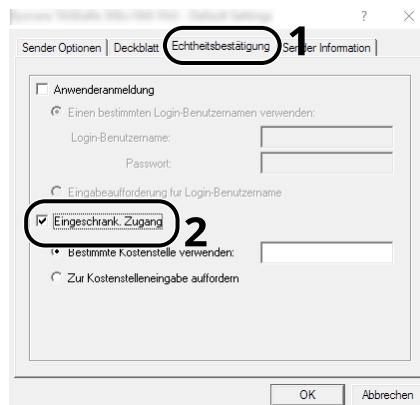 ? ×
Sender Optionen Deckblatt Echtheitsbestätigung Sender Information
1
Anwenderanmeldung
Einen bestimmten Login-Benutzernamen verwenden:
Login-Benutzername:
Passwort:
Eingabeaufforderung fur Login-Benutzername
Eingeschrank. Zugang
2
Bestimmte Kostenstelle verwenden:
Zur Kostenstelleneingabe auffordern
OK Abbrechen